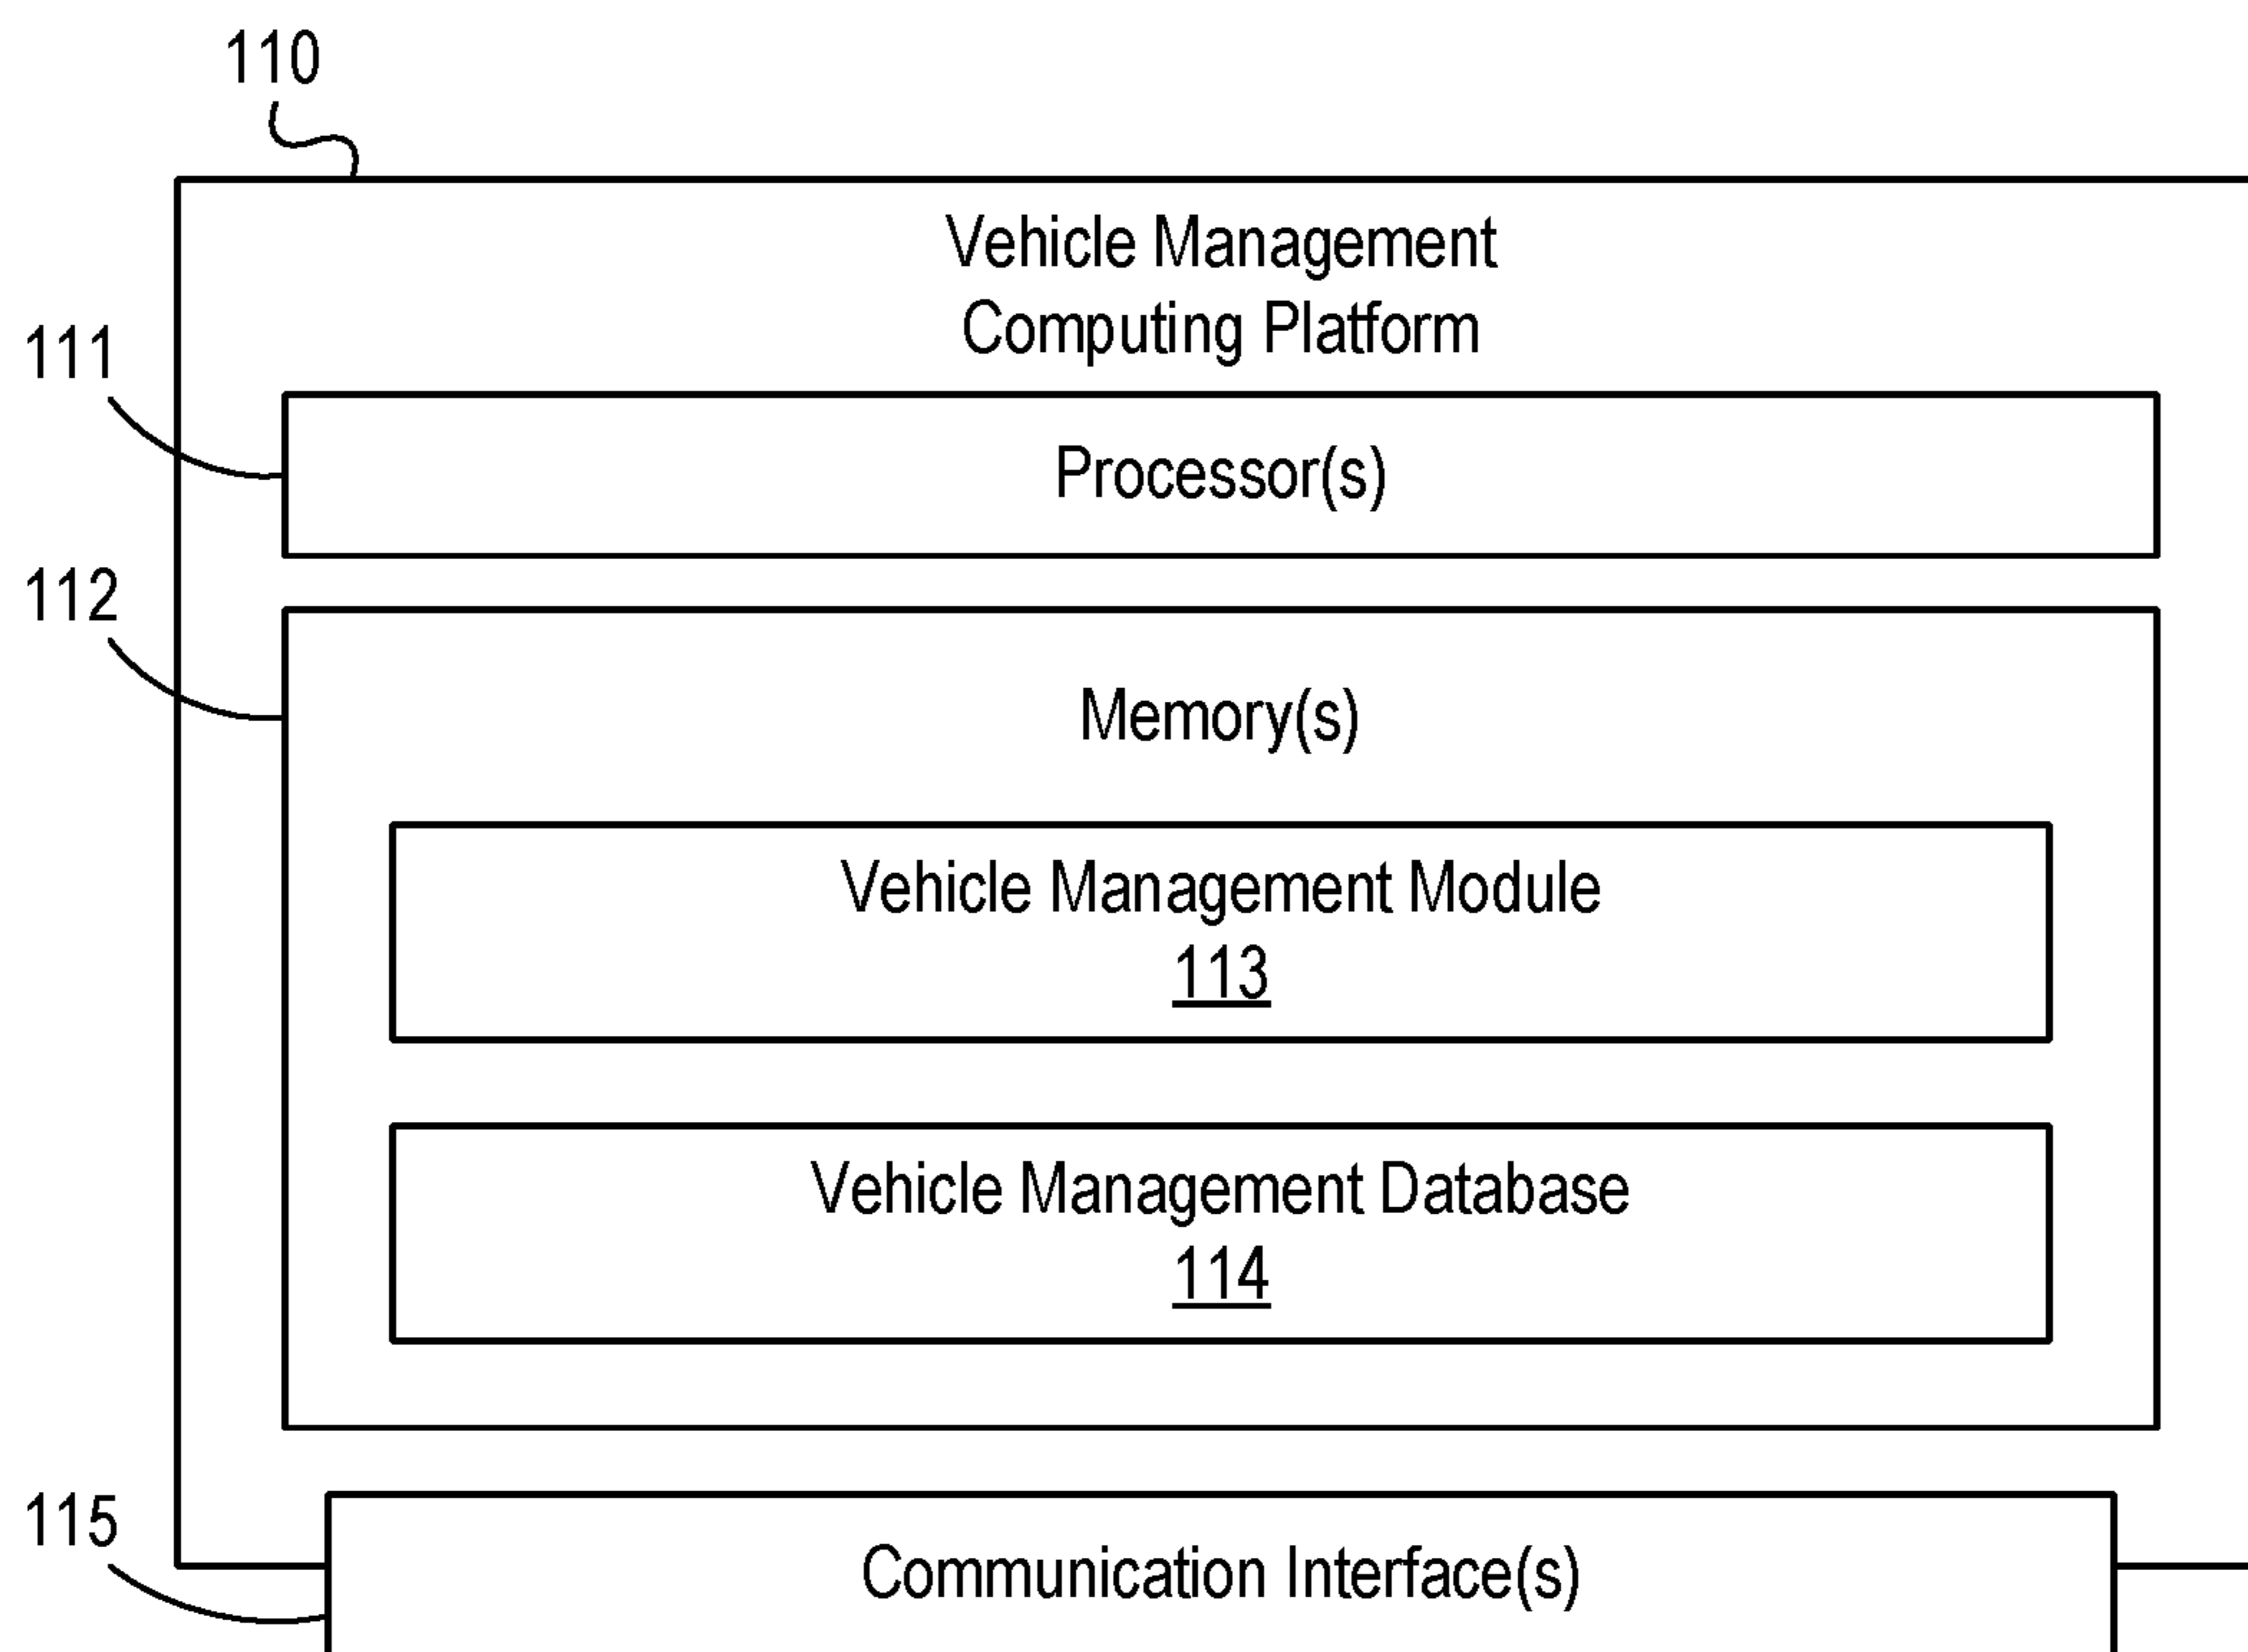 110
Vehicle Management
Computing Platform
111
Processor(s)
112
Memory(s)
Vehicle Management Module
113
Vehicle Management Database
114
115
Communication Interface(s)